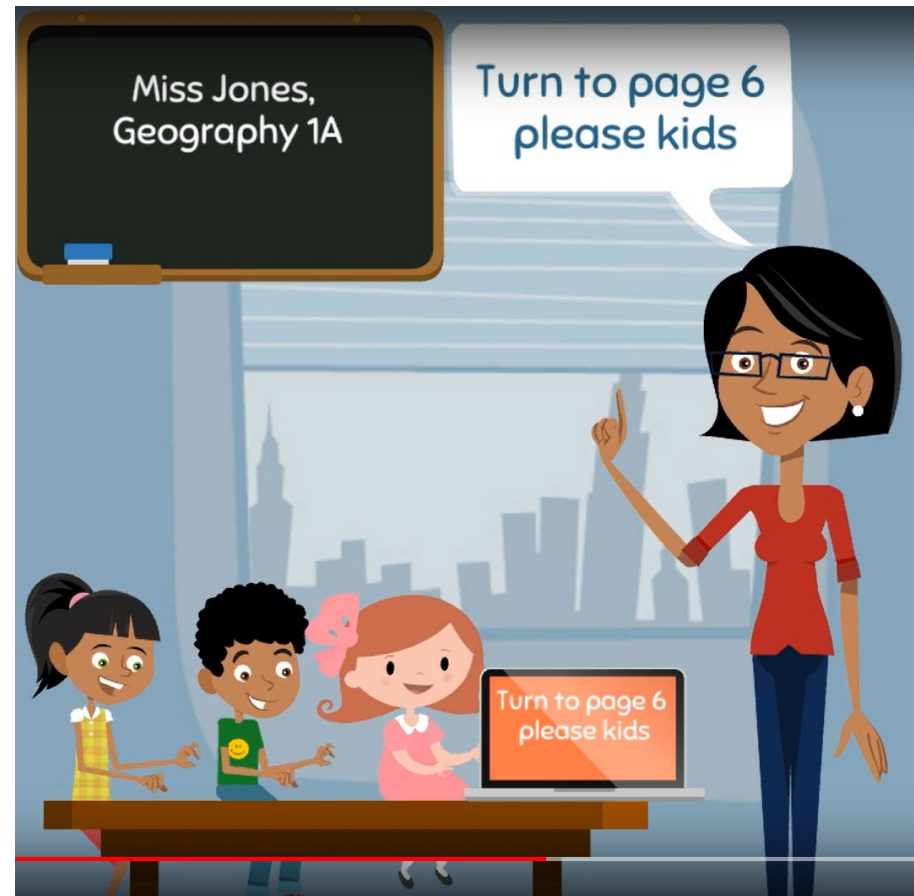 Miss Jones,
Geography 1A
Turn to page 6
please kids
Turn to page 6
please kids